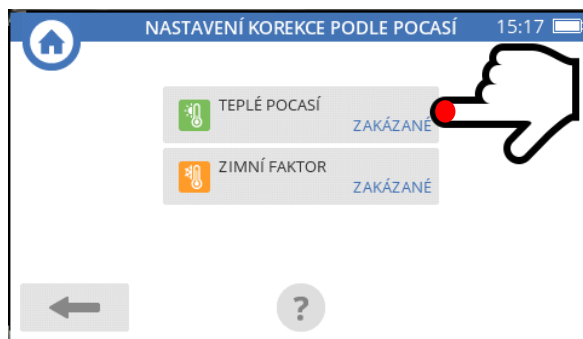 NASTAVENÍ KOREKCE PODLE POCASÍ 15:17
TEPLÉ POCASÍ
ZAKÁZANÉ
ZIMNÍ FAKTOR
ZAKÁZANÉ
?